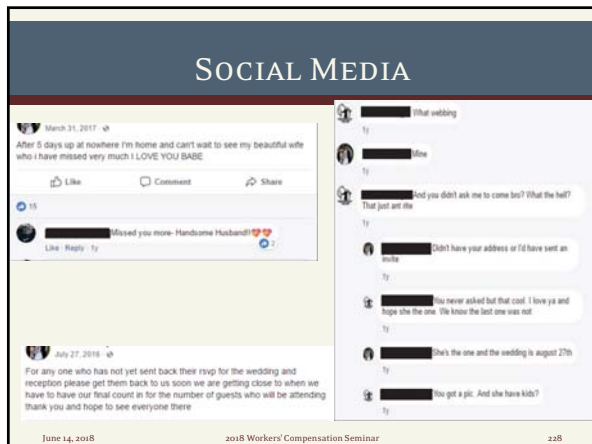 SOCIAL MEDIA
March 31, 2017
After 5 days up at nowhere I'm home and can't wait to see my beautiful wife
who i have missed very much I LOVE YOU BABE
Like Comment Share
15
Missed you more- Handsome Husband!!
Like · Reply · 1y 2
July 27, 2016
For any one who has not yet sent back their rsvp for the wedding and
reception please get them back to us soon we are getting close to when we
have to have our final count in for the number of guests who will be attending
thank you and hope to see everyone there
What webbing
1y
Mine
1y
And you didn't ask me to come bro? What the hell?
That just ant rite
1y
Didn't have your address or I'd have sent an
invite
1y
You never asked but that cool. I love ya and
hope she the one. We know the last one was not
1y
She's the one and the wedding is august 27th
1y
You got a pic. And she have kids?
1y
June 14, 2018 2018 Workers' Compensation Seminar 228